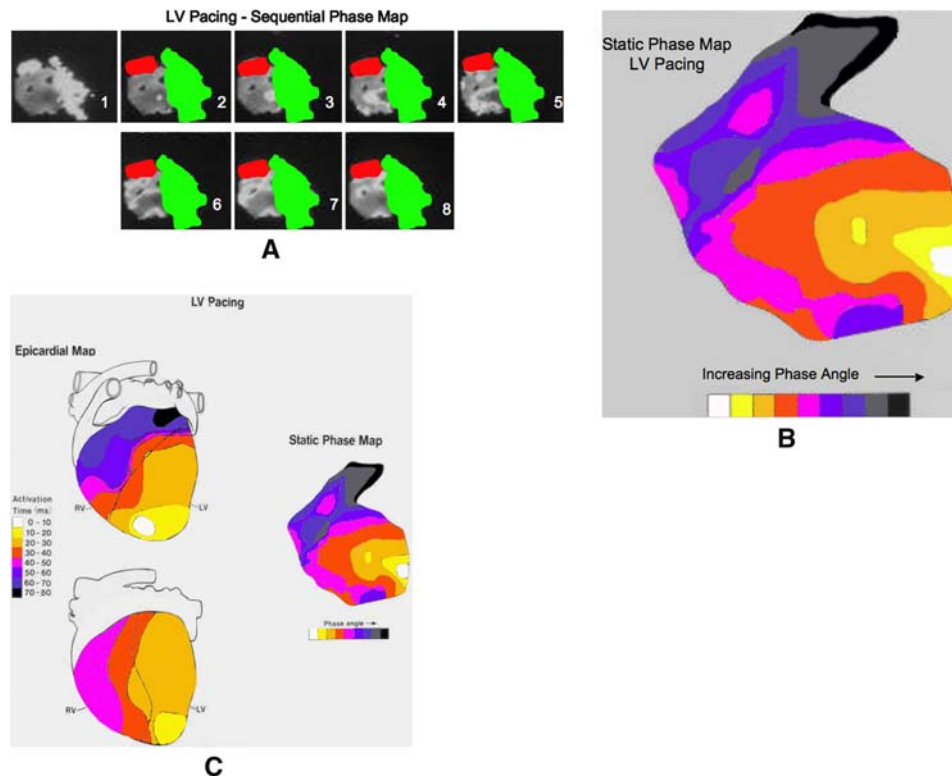 LV Pacing - Sequential Phase Map
1
2
3
4
5
6
7
8
A
Static Phase Map
LV Pacing
Increasing Phase Angle
B
LV Pacing
Epicardial Map
Static Phase Map
Activation
Time (ms)
0 - 10
10 - 20
20 - 30
30 - 40
40 - 50
50 - 60
60 - 70
70 - 80
RV
LV
Phase angle
RV
LV
C